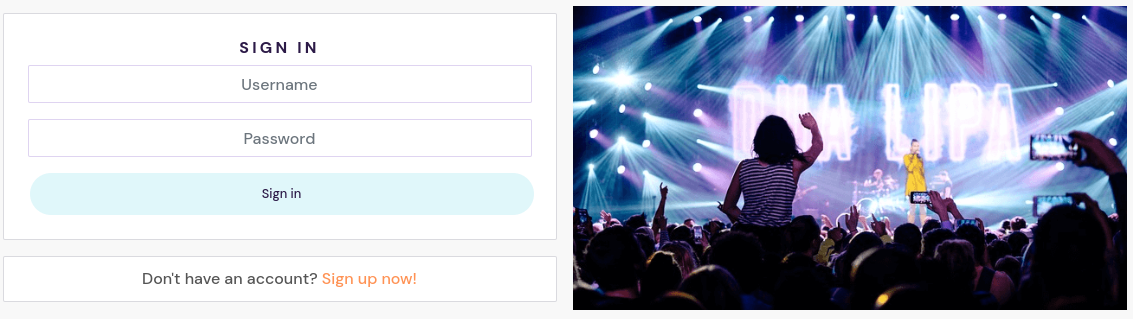 SIGN IN
Username
Password
Sign in
Don't have an account? Sign up now!
DUA LIPA